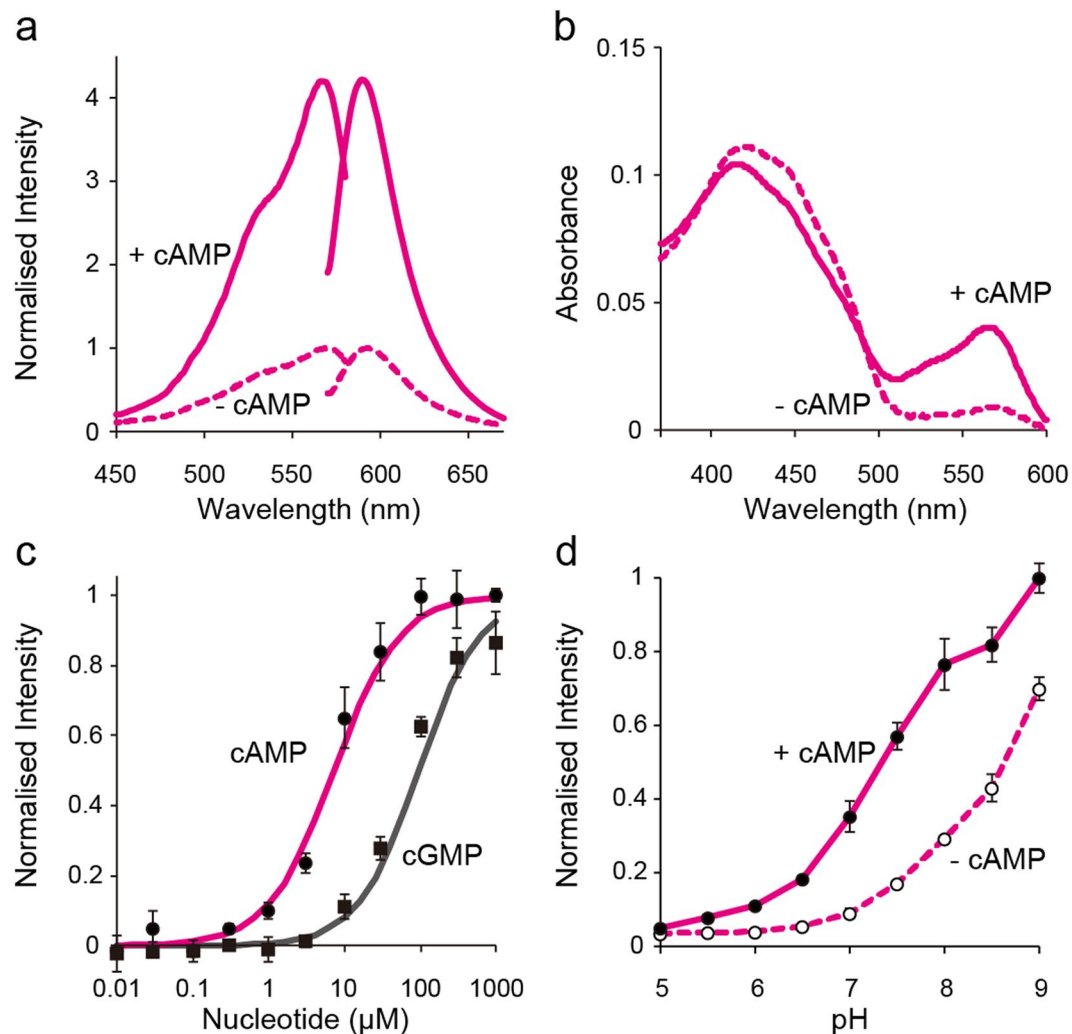 a
Normalised Intensity
4
3
2
1
0
+ cAMP
- cAMP
450 500 550 600 650
Wavelength (nm)
b
Absorbance
0.15
0.1
0.05
0
+ cAMP
- cAMP
400 450 500 550 600
Wavelength (nm)
c
Normalised Intensity
1
0.8
0.6
0.4
0.2
0
cAMP
cGMP
0.01 0.1 1 10 100 1000
Nucleotide (μM)
d
Normalised Intensity
1
0.8
0.6
0.4
0.2
0
+ cAMP
- cAMP
5 6 7 8 9
pH